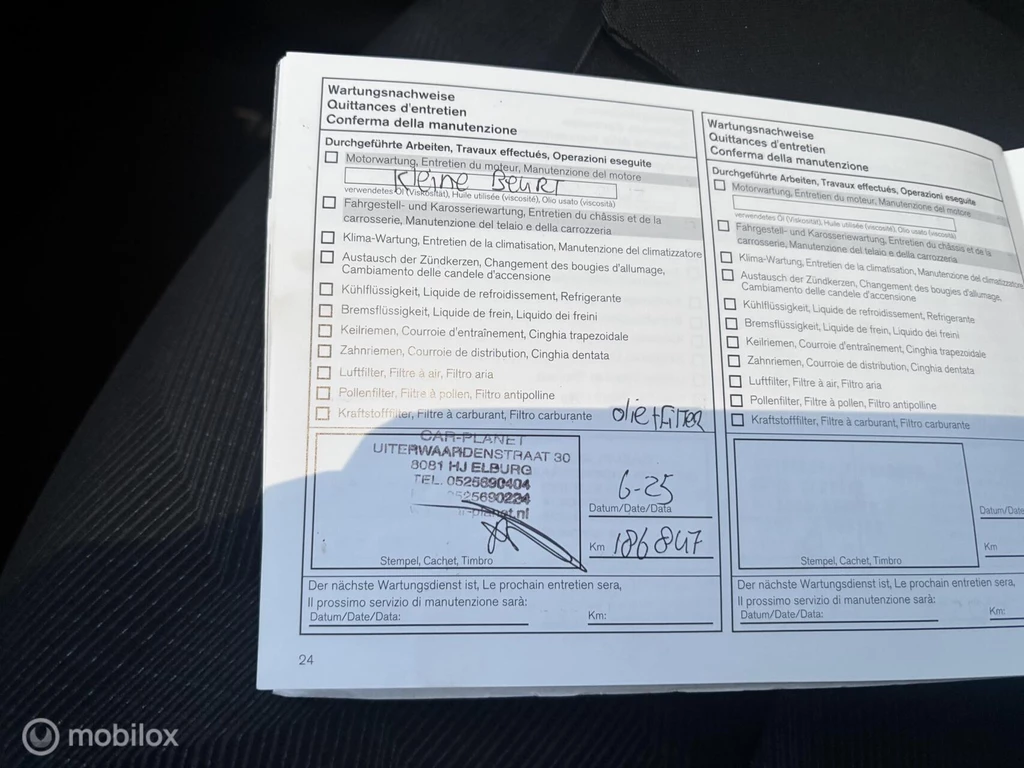 Wartungsnachweise
Quittances d'entretien
Conferma della manutenzione
Durchgeführte Arbeiten, Travaux effectués, Operazioni eseguite
Motorwartung, Entretien du moteur, Manutenzione del motore
Kleine Beurt
verwendetes Öl (Viskosität), Huile utilisée (viscosité), Olio usato (viscosità)
Fahrgestell- und Karosseriewartung, Entretien du châssis et de la
carrosserie, Manutenzione del telaio e della carrozzeria
Klima-Wartung, Entretien de la climatisation, Manutenzione del climatizzatore
Austausch der Zündkerzen, Changement des bougies d'allumage,
Cambiamento delle candele d'accensione
Kühlflüssigkeit, Liquide de refroidissement, Refrigerante
Bremsflüssigkeit, Liquide de frein, Liquido dei freini
Keilriemen, Courroie d'entraînement, Cinghia trapezoidale
Zahnriemen, Courroie de distribution, Cinghia dentata
Luftfilter, Filtre à air, Filtro aria
Pollenfilter, Filtre à pollen, Filtro antipolline
Kraftstofffilter, Filtre à carburant, Filtro carburante olie + FILTER
CAR-PLANET
UITERWAARDENSTRAAT 30
8081 HJ ELBURG
TEL. 0525690404
525690224
r-planet.nl
Stempel, Cachet, Timbro
6-25
Datum/Date/Data
Km 186847
Der nächste Wartungsdienst ist, Le prochain entretien sera,
Il prossimo servizio di manutenzione sarà:
Datum/Date/Data: Km:
24
Wartungsnachweise
Quittances d'entretien
Conferma della manutenzione
Durchgeführte Arbeiten, Travaux effectués, Operazioni eseguite
Motorwartung, Entretien du moteur, Manutenzione del motore
verwendetes Öl (Viskosität), Huile utilisée (viscosité), Olio usato (viscosità)
Fahrgestell- und Karosseriewartung, Entretien du châssis et de la
carrosserie, Manutenzione del telaio e della carrozzeria
Klima-Wartung, Entretien de la climatisation, Manutenzione del climatizzatore
Austausch der Zündkerzen, Changement des bougies d'allumage,
Cambiamento delle candele d'accensione
Kühlflüssigkeit, Liquide de refroidissement, Refrigerante
Bremsflüssigkeit, Liquide de frein, Liquido dei freini
Keilriemen, Courroie d'entraînement, Cinghia trapezoidale
Zahnriemen, Courroie de distribution, Cinghia dentata
Luftfilter, Filtre à air, Filtro aria
Pollenfilter, Filtre à pollen, Filtro antipolline
Kraftstofffilter, Filtre à carburant, Filtro carburante
Stempel, Cachet, Timbro
Datum/Date
Km
Der nächste Wartungsdienst ist, Le prochain entretien sera,
Il prossimo servizio di manutenzione sarà:
Datum/Date/Data: Km:
mobilox